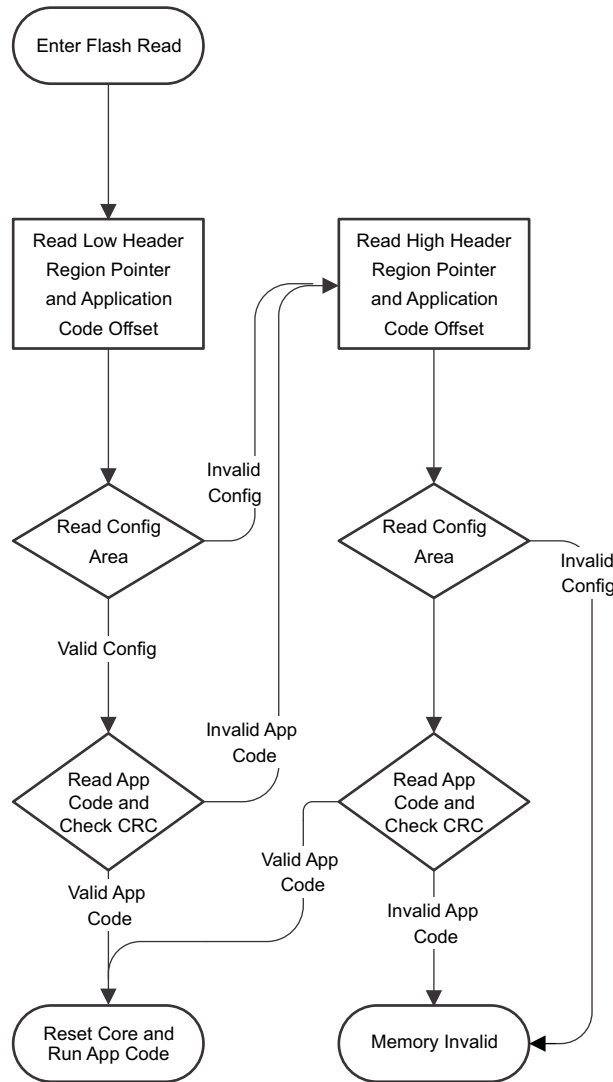 Enter Flash Read
Read Low Header
Region Pointer
and Application
Code Offset
Read High Header
Region Pointer
and Application
Code Offset
Invalid
Config
Read Config
Area
Read Config
Area
Invalid
Config
Valid Config
Invalid App
Code
Read App
Code and
Check CRC
Read App
Code and
Check CRC
Valid App
Code
Valid App
Code
Invalid App
Code
Reset Core and
Run App Code
Memory Invalid